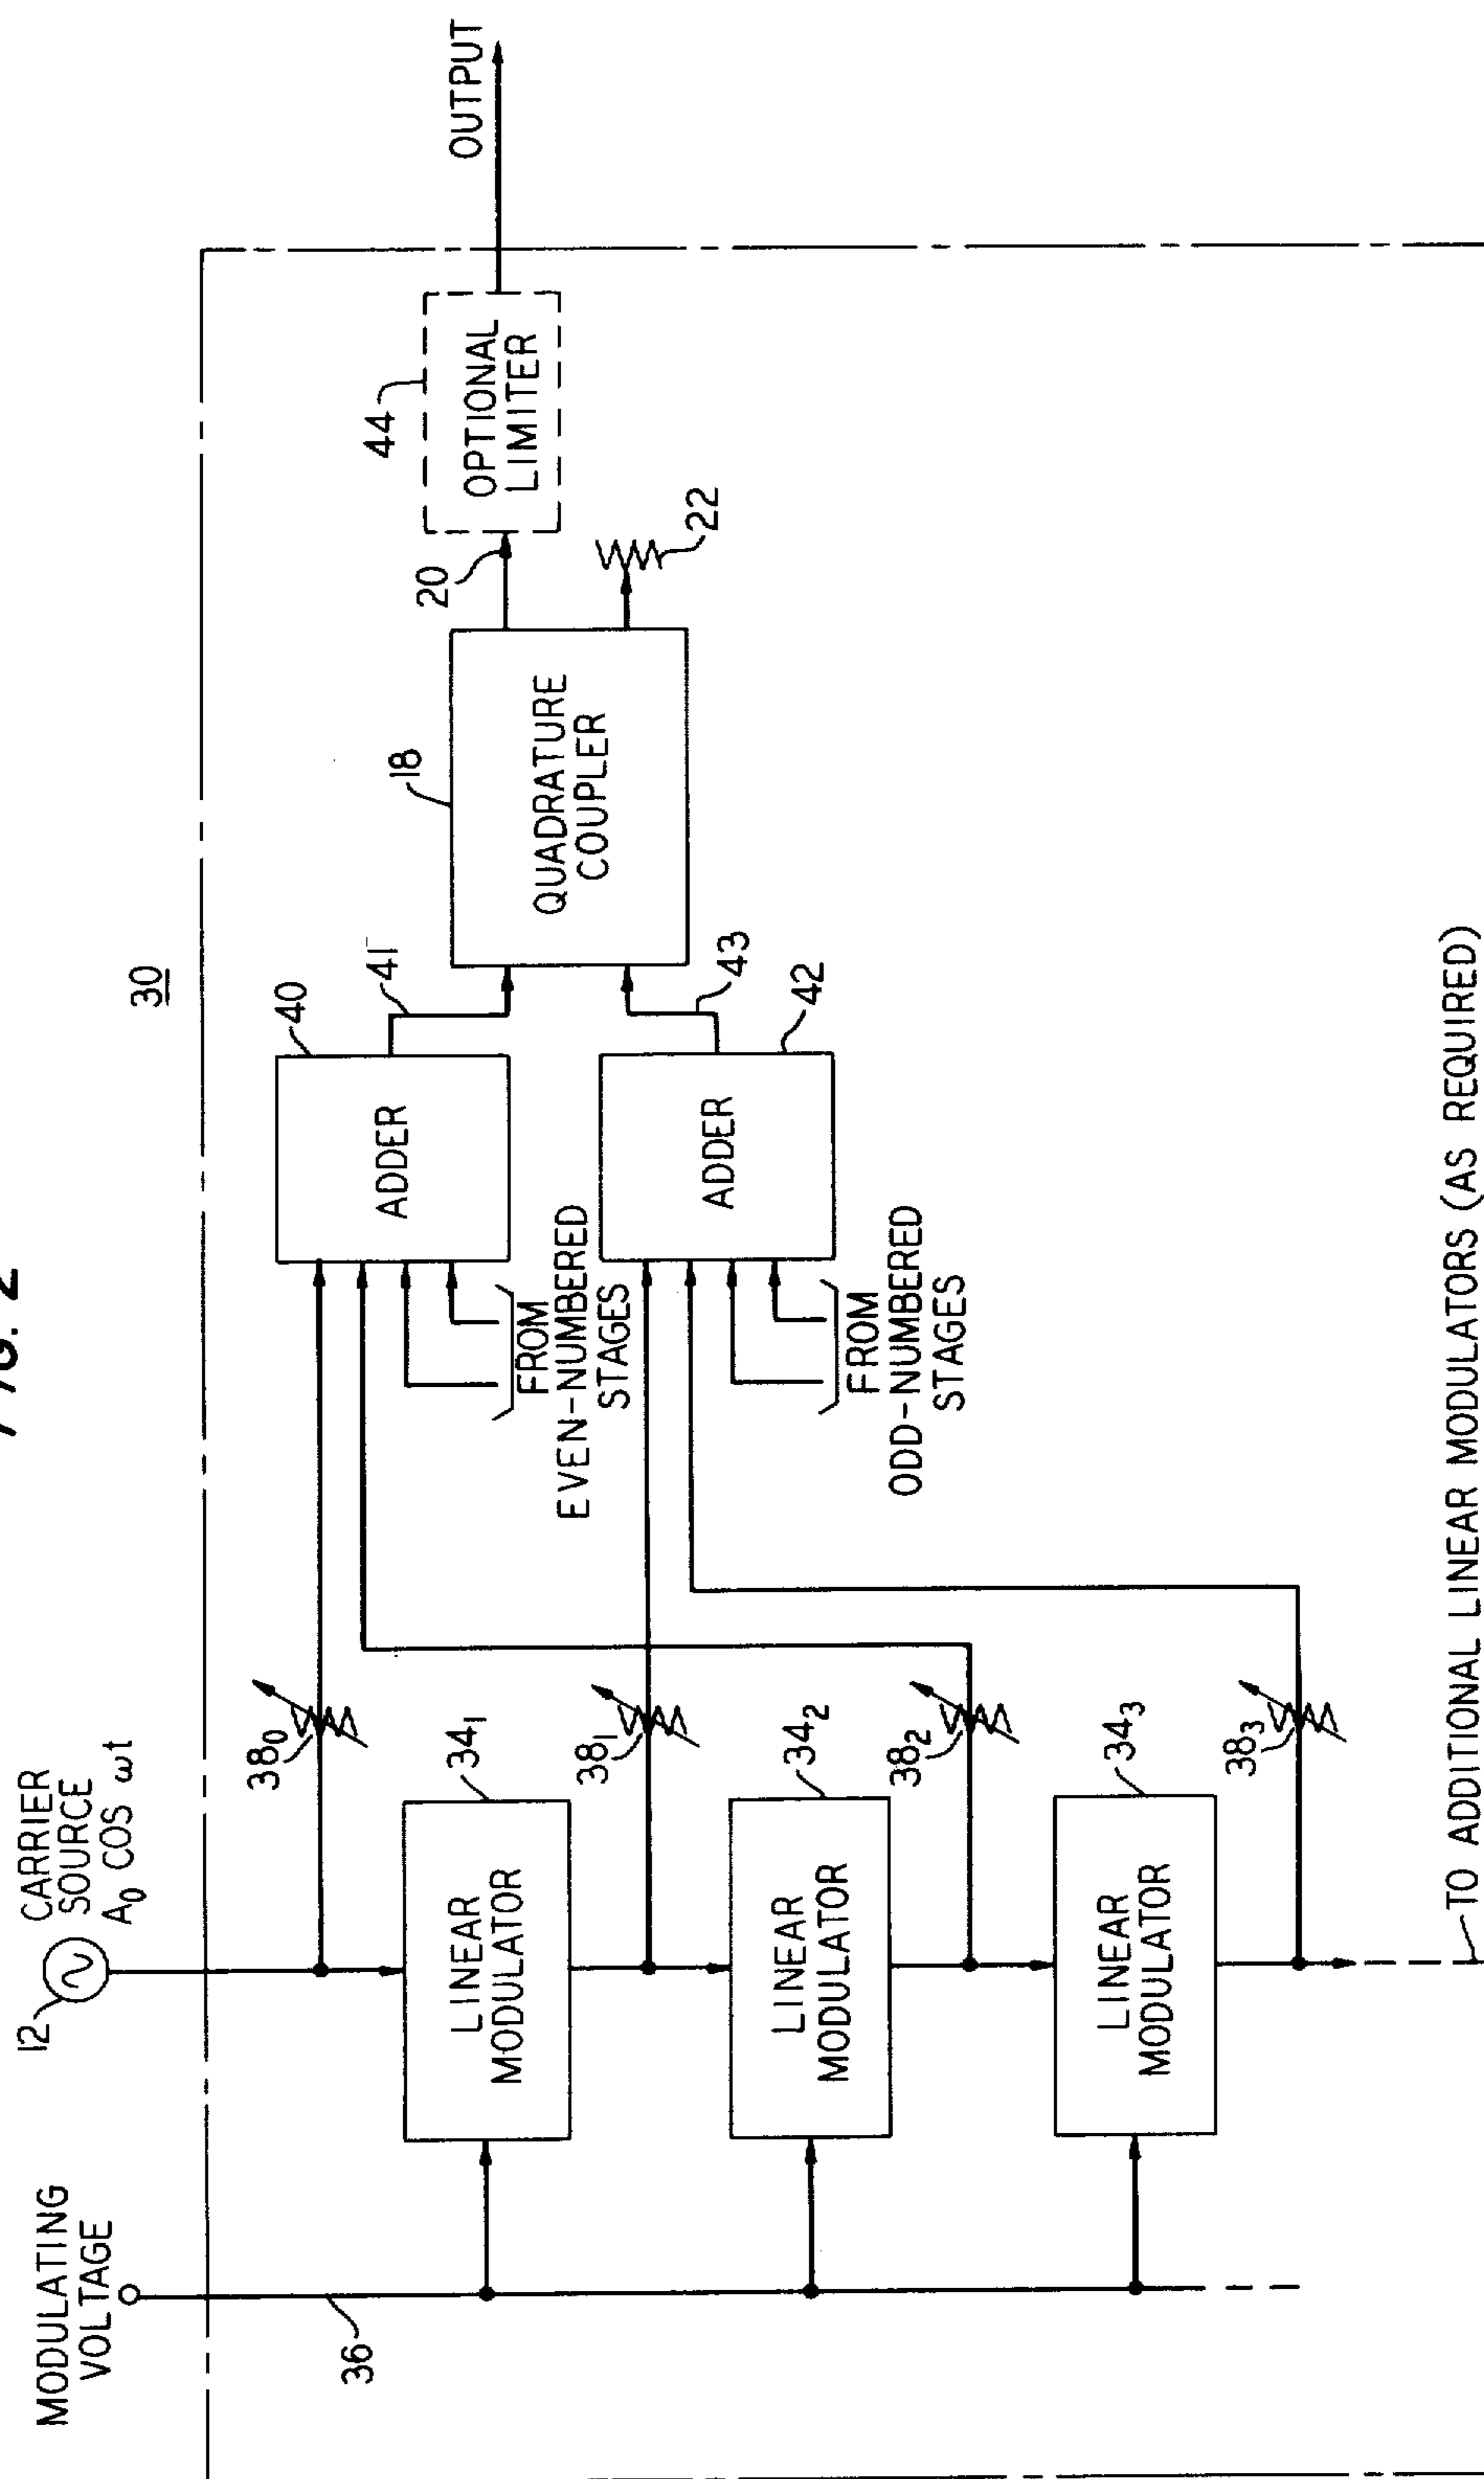 FIG. 2
MODULATING
VOLTAGE
12
CARRIER
SOURCE
A₀ COS ωt
30
36
38₀
34₁
LINEAR
MODULATOR
38₁
34₂
LINEAR
MODULATOR
38₂
34₃
LINEAR
MODULATOR
38₃
TO ADDITIONAL LINEAR MODULATORS (AS REQUIRED)
40
ADDER
41
FROM
EVEN-NUMBERED
STAGES
42
ADDER
43
FROM
ODD-NUMBERED
STAGES
18
QUADRATURE
COUPLER
20
22
44
OPTIONAL
LIMITER
OUTPUT